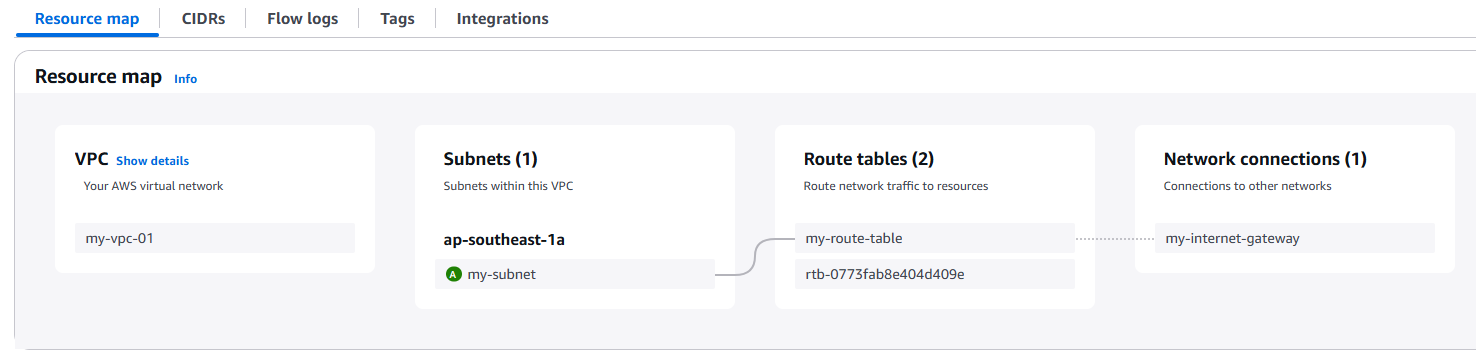 Resource map CIDRs Flow logs Tags Integrations
Resource map Info
VPC Show details
Your AWS virtual network
my-vpc-01
Subnets (1)
Subnets within this VPC
ap-southeast-1a
A my-subnet
Route tables (2)
Route network traffic to resources
my-route-table
rtb-0773fab8e404d409e
Network connections (1)
Connections to other networks
my-internet-gateway